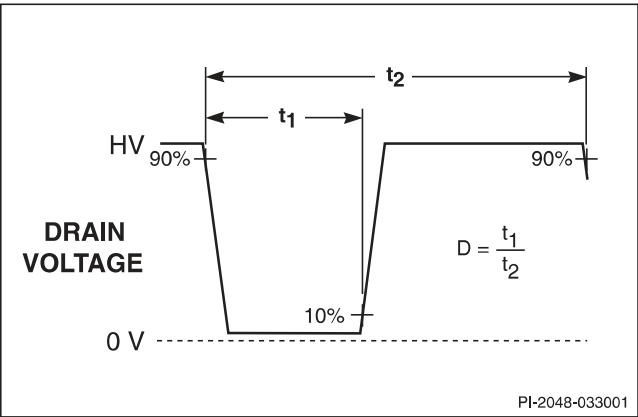 t2
t1
HV
90%
90%
DRAIN
VOLTAGE
D = t1
t2
10%
0 V
PI-2048-033001